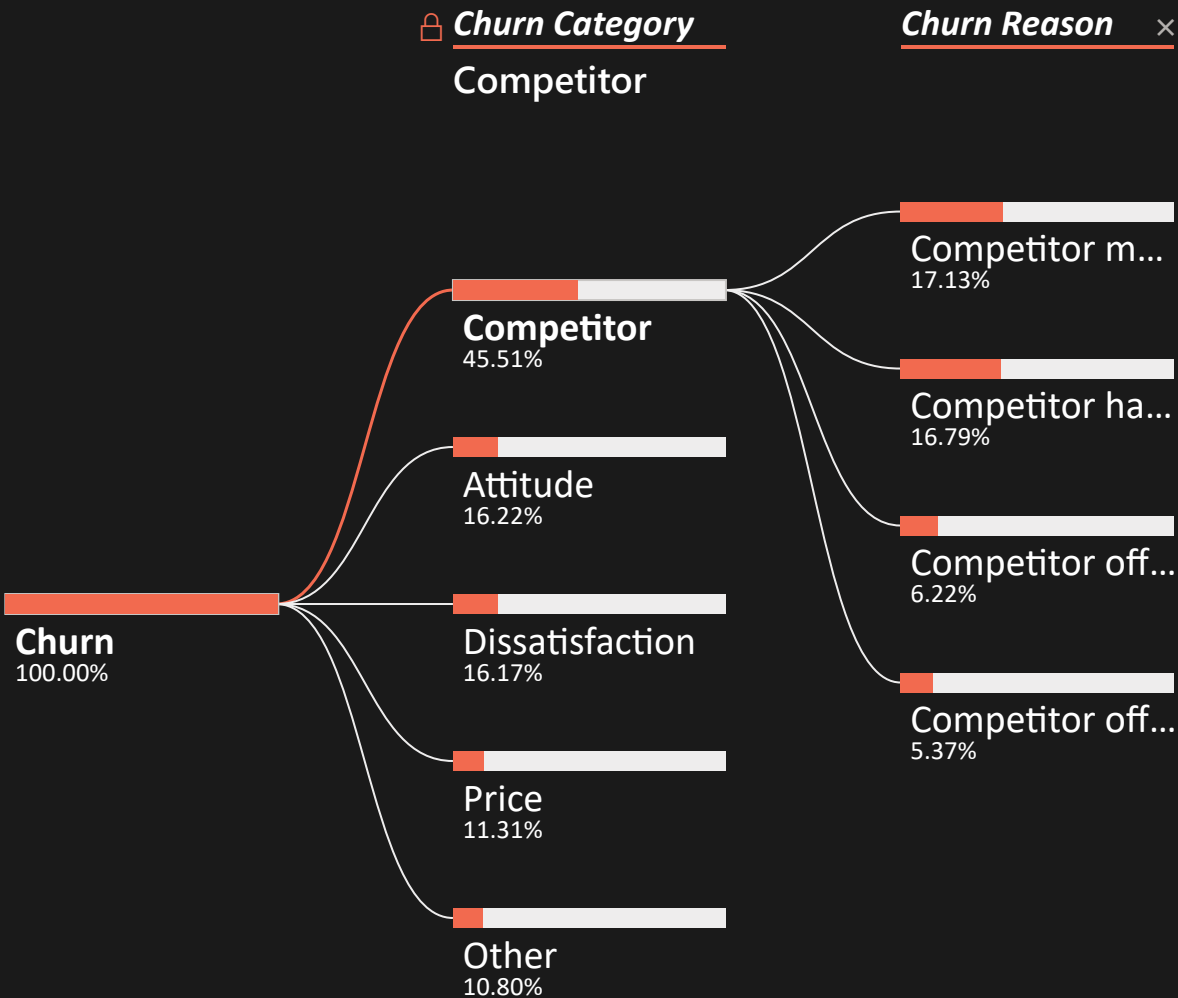 Churn Category
Churn Reason
Competitor
Competitor
45.51%
Attitude
16.22%
Churn
100.00%
Dissatisfaction
16.17%
Price
11.31%
Other
10.80%
Competitor m...
17.13%
Competitor ha...
16.79%
Competitor off...
6.22%
Competitor off...
5.37%